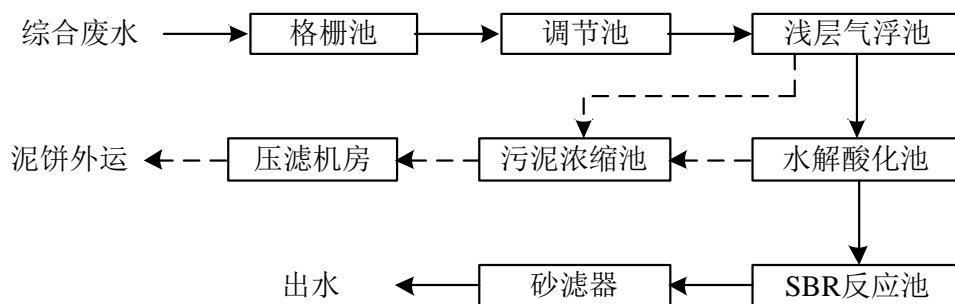 综合废水
格栅池
调节池
浅层气浮池
泥饼外运
压滤机房
污泥浓缩池
水解酸化池
出水
砂滤器
SBR反应池